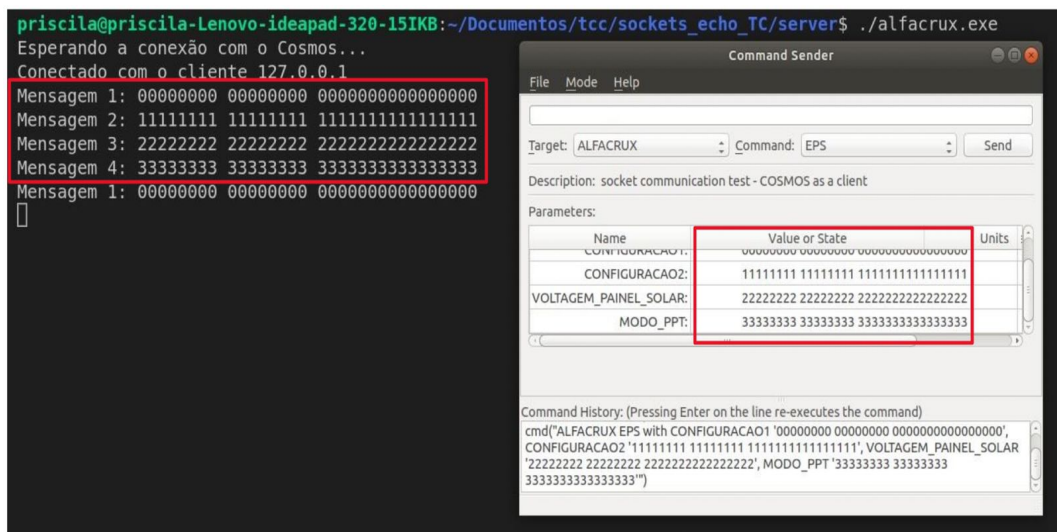 priscila@priscila-Lenovo-ideapad-320-15IKB:~/Documentos/tcc/sockets_echo_TC/server$ ./alfacrux.exe
Esperando a conexão com o Cosmos...
Conectado com o cliente 127.0.0.1
Mensagem 1: 00000000 00000000 0000000000000000
Mensagem 2: 11111111 11111111 1111111111111111
Mensagem 3: 22222222 22222222 2222222222222222
Mensagem 4: 33333333 33333333 3333333333333333
Mensagem 1: 00000000 00000000 0000000000000000
Command Sender
File Mode Help
Target: ALFACRUX Command: EPS Send
Description: socket communication test - COSMOS as a client
Parameters:
Name Value or State Units
CONFIGURACAO1: 00000000 00000000 0000000000000000
CONFIGURACAO2: 11111111 11111111 1111111111111111
VOLTAGEM_PAINEL_SOLAR: 22222222 22222222 2222222222222222
MODO_PPT: 33333333 33333333 3333333333333333
Command History: (Pressing Enter on the line re-executes the command)
cmd("ALFACRUX EPS with CONFIGURACAO1 '00000000 00000000 0000000000000000',
CONFIGURACAO2 '11111111 11111111 1111111111111111', VOLTAGEM_PAINEL_SOLAR
'22222222 22222222 2222222222222222', MODO_PPT '33333333 33333333
3333333333333333'")